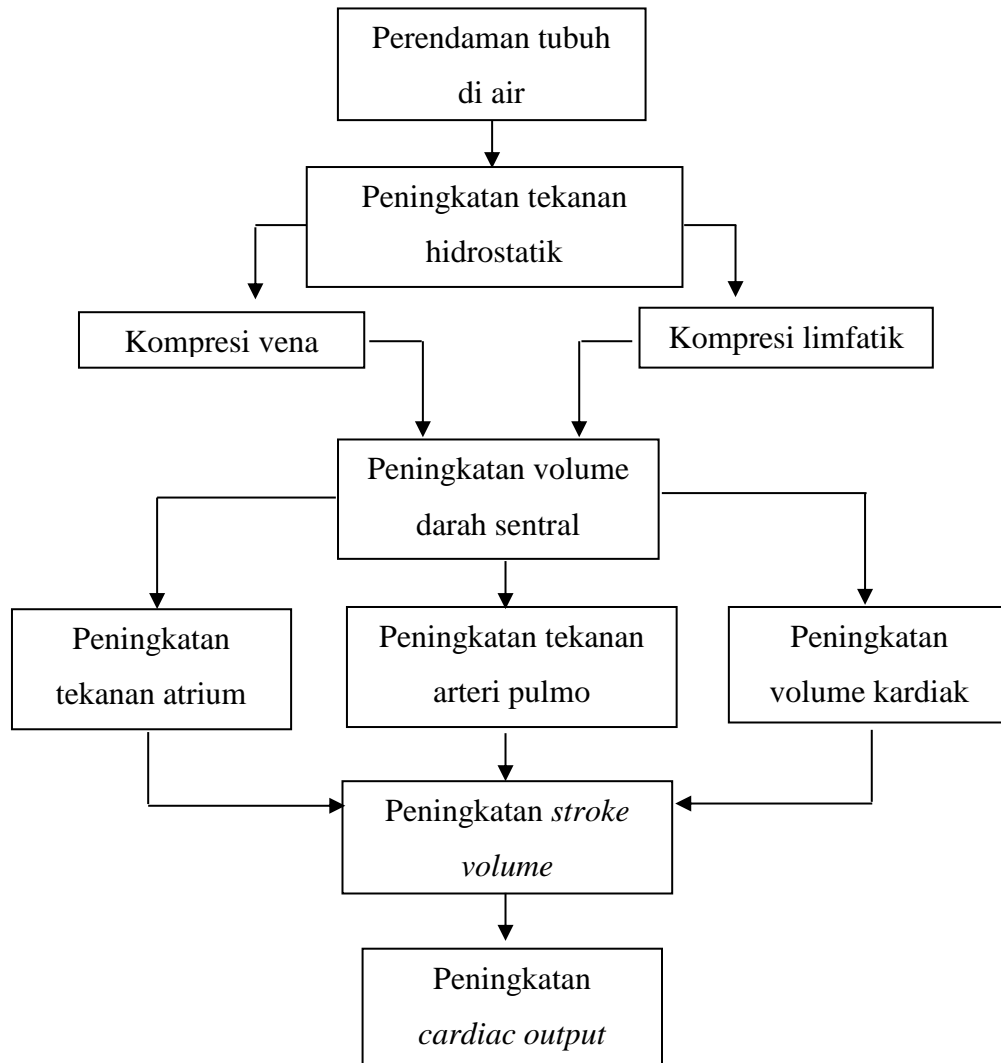 Perendaman tubuh
di air
Peningkatan tekanan
hidrostatik
Kompresi vena
Kompresi limfatik
Peningkatan volume
darah sentral
Peningkatan
tekanan atrium
Peningkatan tekanan
arteri pulmo
Peningkatan
volume kardiak
Peningkatan stroke
volume
Peningkatan
cardiac output